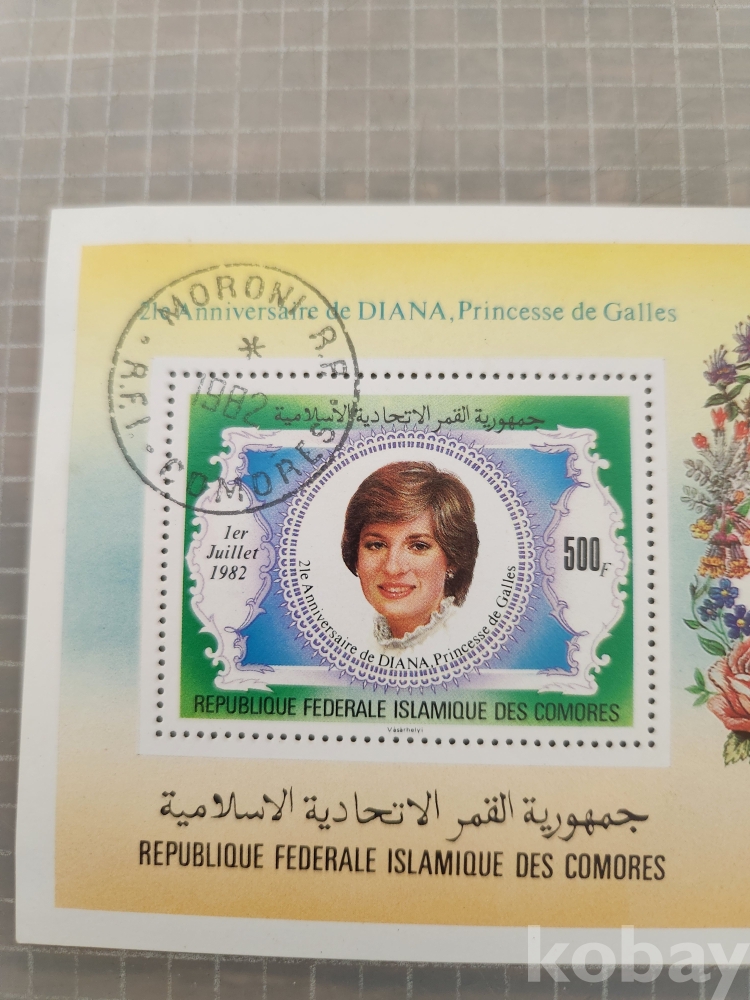 21e Anniversaire de DIANA, Princesse de Galles
MORONI R.P.
*
1982
R.F.I. COMORES
جمهورية القمر الاتحادية الاسلامية
1er
Juillet
1982
500F
21e Anniversaire de DIANA, Princesse de Galles
REPUBLIQUE FEDERALE ISLAMIQUE DES COMORES
Vásárhelyi
جمهورية القمر الاتحادية الاسلامية
REPUBLIQUE FEDERALE ISLAMIQUE DES COMORES
kobay